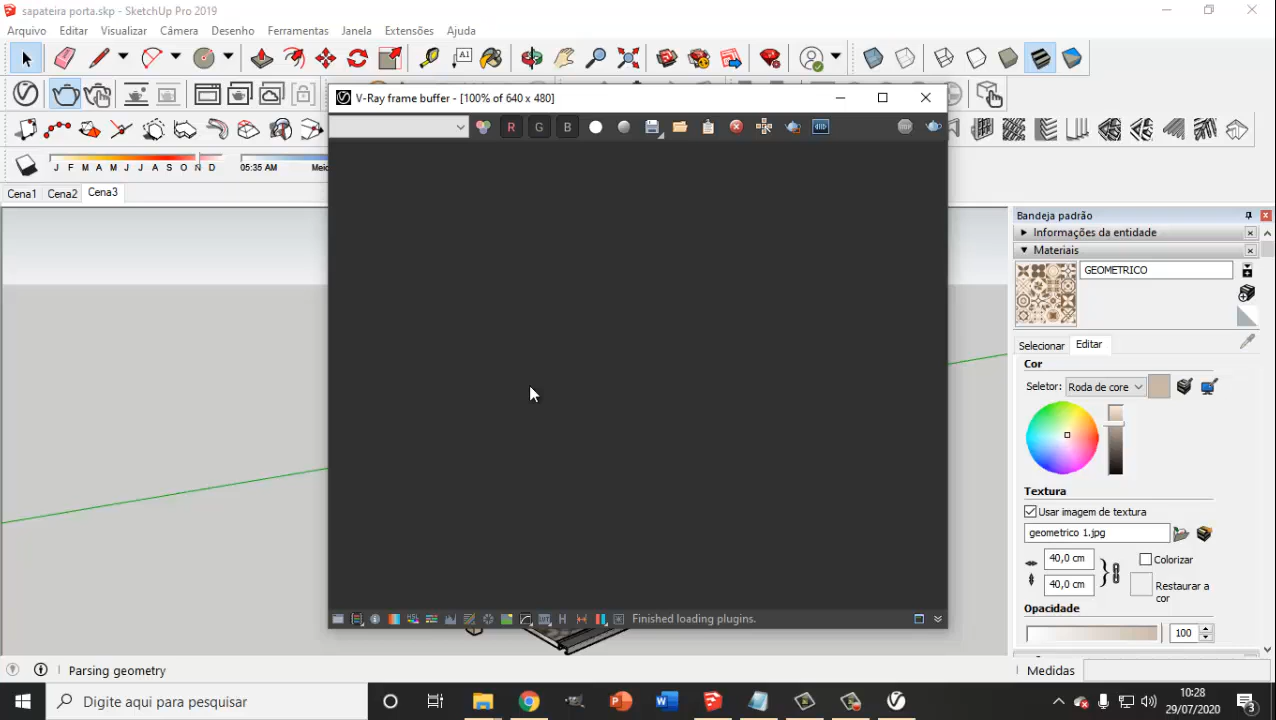 sapateira porta.skp - SketchUp Pro 2019
Arquivo Editar Visualizar Câmera Desenho Ferramentas Janela Extensões Ajuda
A1
V-Ray frame buffer - [100% of 640 x 480]
R G B
J F M A M J J A S O N D 05:35 AM Meio
Cena1 Cena2 Cena3
Bandeja padrão
Informações da entidade
Materiais
GEOMETRICO
Selecionar Editar
Cor
Seletor: Roda de core
Textura
Usar imagem de textura
geometrico 1.jpg
40,0 cm
Colorizar
40,0 cm
Restaurar a
cor
Opacidade
100
Finished loading plugins.
Parsing geometry
Medidas
Digite aqui para pesquisar
10:28
29/07/2020
3